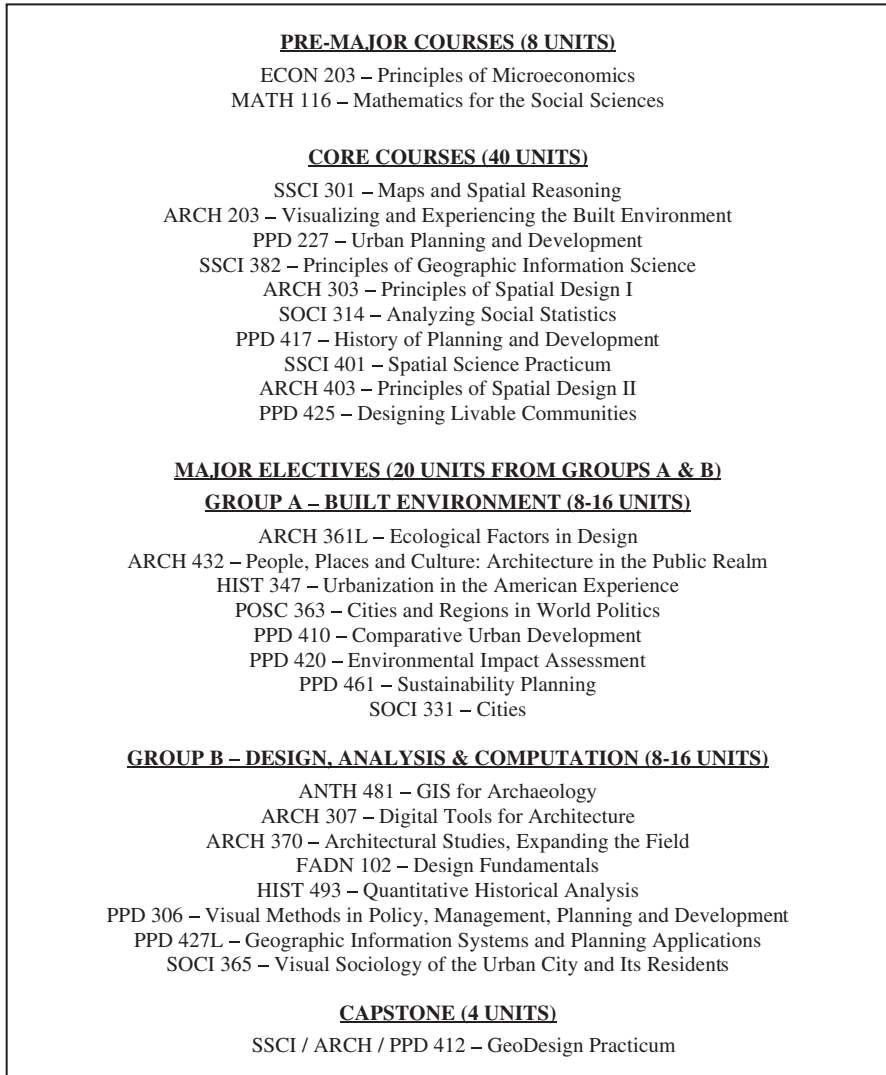 PRE-MAJOR COURSES (8 UNITS)
ECON 203 – Principles of Microeconomics
MATH 116 – Mathematics for the Social Sciences
CORE COURSES (40 UNITS)
SSCI 301 – Maps and Spatial Reasoning
ARCH 203 – Visualizing and Experiencing the Built Environment
PPD 227 – Urban Planning and Development
SSCI 382 – Principles of Geographic Information Science
ARCH 303 – Principles of Spatial Design I
SOCI 314 – Analyzing Social Statistics
PPD 417 – History of Planning and Development
SSCI 401 – Spatial Science Practicum
ARCH 403 – Principles of Spatial Design II
PPD 425 – Designing Livable Communities
MAJOR ELECTIVES (20 UNITS FROM GROUPS A & B)
GROUP A – BUILT ENVIRONMENT (8-16 UNITS)
ARCH 361L – Ecological Factors in Design
ARCH 432 – People, Places and Culture: Architecture in the Public Realm
HIST 347 – Urbanization in the American Experience
POSC 363 – Cities and Regions in World Politics
PPD 410 – Comparative Urban Development
PPD 420 – Environmental Impact Assessment
PPD 461 – Sustainability Planning
SOCI 331 – Cities
GROUP B – DESIGN, ANALYSIS & COMPUTATION (8-16 UNITS)
ANTH 481 – GIS for Archaeology
ARCH 307 – Digital Tools for Architecture
ARCH 370 – Architectural Studies, Expanding the Field
FADN 102 – Design Fundamentals
HIST 493 – Quantitative Historical Analysis
PPD 306 – Visual Methods in Policy, Management, Planning and Development
PPD 427L – Geographic Information Systems and Planning Applications
SOCI 365 – Visual Sociology of the Urban City and Its Residents
CAPSTONE (4 UNITS)
SSCI / ARCH / PPD 412 – GeoDesign Practicum